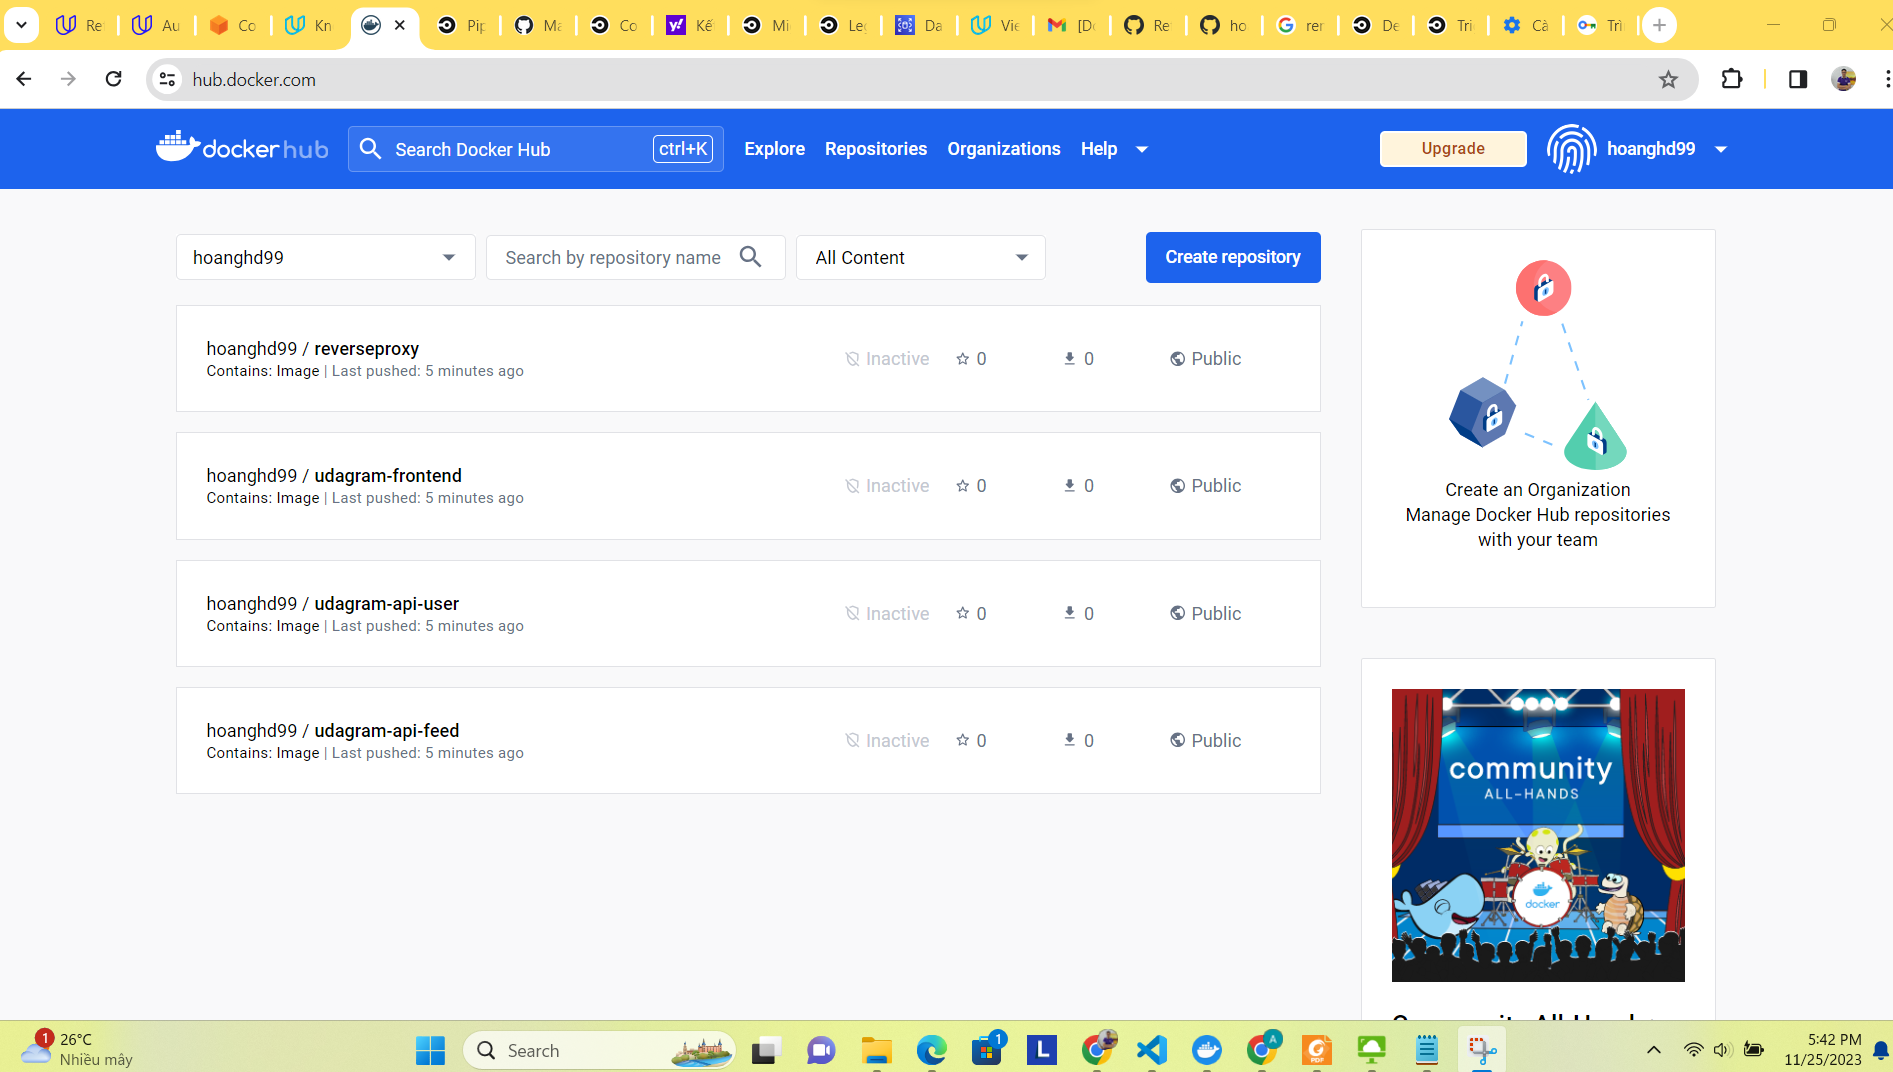 Re
Au
Co
Kn
Pip
Ma
Co
Kế
Mi
Le
Da
Vie
[D
Re
ho
rer
De
Tri
Cà
Trì
hub.docker.com
docker hub
Search Docker Hub
ctrl+K
Explore
Repositories
Organizations
Help
Upgrade
hoanghd99
hoanghd99
Search by repository name
All Content
Create repository
hoanghd99 / reverseproxy
Contains: Image | Last pushed: 5 minutes ago
Inactive
0
0
Public
hoanghd99 / udagram-frontend
Contains: Image | Last pushed: 5 minutes ago
Inactive
0
0
Public
hoanghd99 / udagram-api-user
Contains: Image | Last pushed: 5 minutes ago
Inactive
0
0
Public
hoanghd99 / udagram-api-feed
Contains: Image | Last pushed: 5 minutes ago
Inactive
0
0
Public
Create an Organization
Manage Docker Hub repositories
with your team
community
ALL-HANDS
docker
1
26°C
Nhiều mây
Search
1
L
A
PDF
5:42 PM
11/25/2023